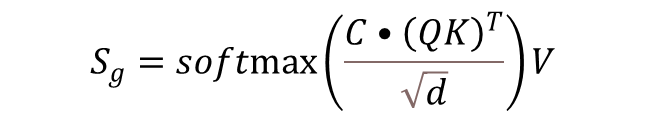 S_g = softmax(C • (QK)^T / √d) V